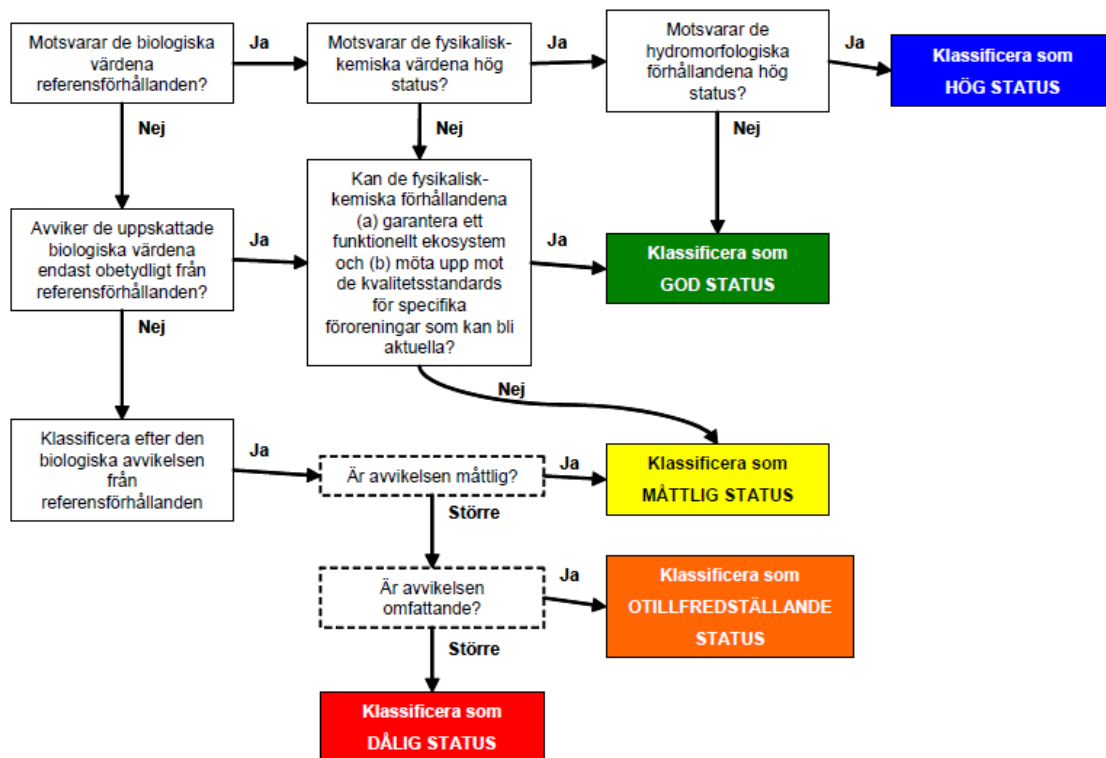 Motsvarar de biologiska
värdena
referensförhållanden?
Ja
Motsvarar de fysikalisk-
kemiska värdena hög
status?
Ja
Motsvarar de
hydromorfologiska
förhållandena hög
status?
Ja
Klassificera som
HÖG STATUS
Nej
Nej
Nej
Avviker de uppskattade
biologiska värdena
endast obetydligt från
referensförhållanden?
Ja
Kan de fysikalisk-
kemiska förhållandena
(a) garantera ett
funktionellt ekosystem
och (b) möta upp mot
de kvalitetsstandards
för specifika
föroreningar som kan bli
aktuella?
Ja
Klassificera som
GOD STATUS
Nej
Nej
Klassificera efter den
biologiska avvikelsen
från
referensförhållanden
Ja
Är avvikelsen måttlig?
Ja
Klassificera som
MÅTTLIG STATUS
Större
Är avvikelsen
omfattande?
Ja
Klassificera som
OTILLFREDSTÄLLANDE
STATUS
Större
Klassificera som
DÅLIG STATUS